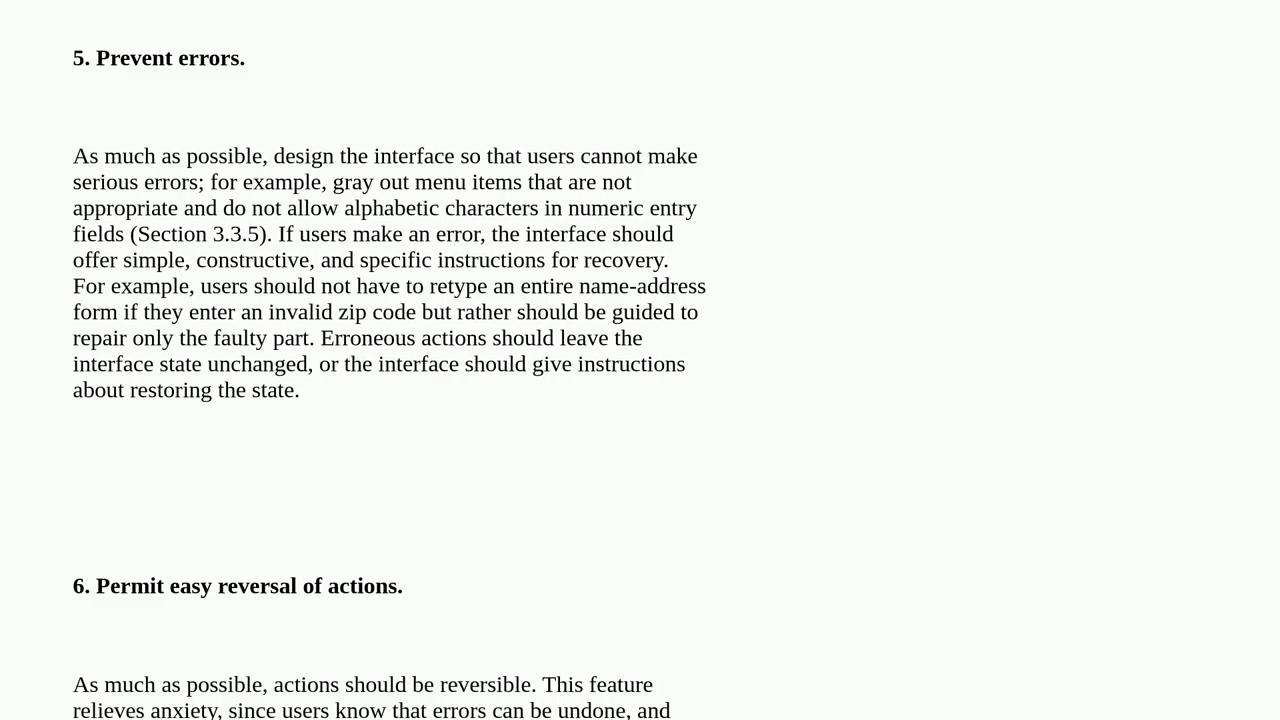 5. Prevent errors.
As much as possible, design the interface so that users cannot make
serious errors; for example, gray out menu items that are not
appropriate and do not allow alphabetic characters in numeric entry
fields (Section 3.3.5). If users make an error, the interface should
offer simple, constructive, and specific instructions for recovery.
For example, users should not have to retype an entire name-address
form if they enter an invalid zip code but rather should be guided to
repair only the faulty part. Erroneous actions should leave the
interface state unchanged, or the interface should give instructions
about restoring the state.
6. Permit easy reversal of actions.
As much as possible, actions should be reversible. This feature
relieves anxiety, since users know that errors can be undone, and